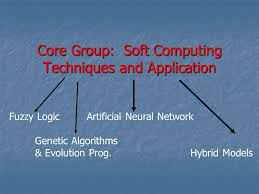 Core Group:  Soft Computing
Techniques and Application
Fuzzy Logic
Artificial Neural Network
Genetic Algorithms
& Evolution Prog.
Hybrid Models